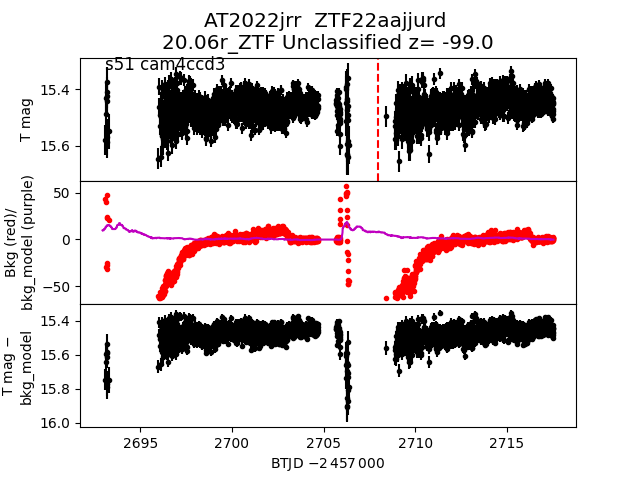 AT2022jrr  ZTF22aajjurd
20.06r_ZTF Unclassified z= -99.0
s51 cam4ccd3
15.4
15.6
T mag
50
0
−50
Bkg (red)/
bkg_model (purple)
15.4
15.6
15.8
16.0
T mag −
bkg_model
2695 2700 2705 2710 2715
BTJD −2 457 000